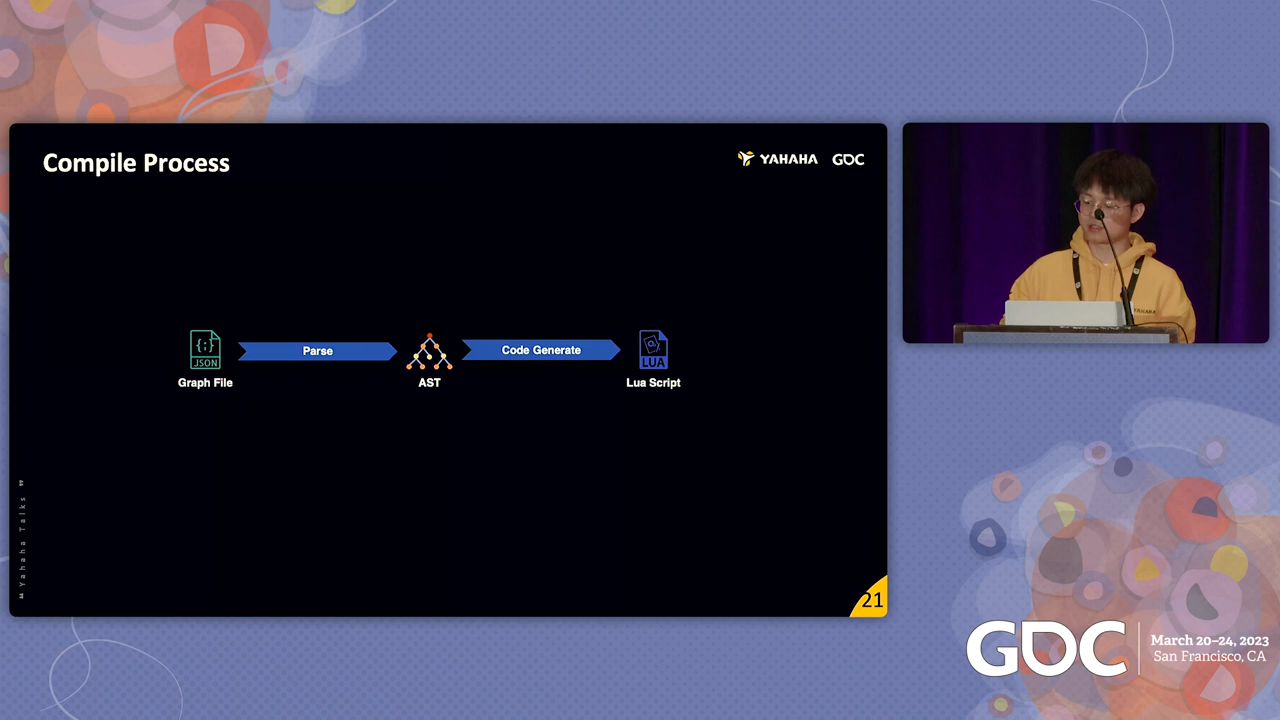 Compile Process
YAHAHA GDC
{;}
JSON
Parse
Code Generate
LUA
Graph File
AST
Lua Script
Yahaha Talks
21
GDC
March 20–24, 2023
San Francisco, CA